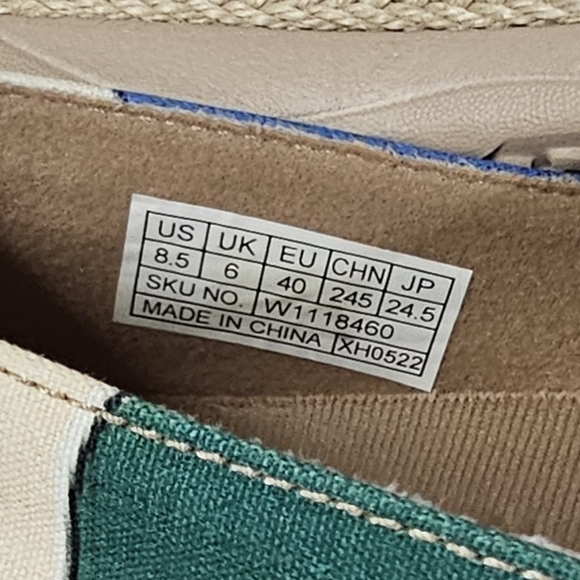 US UK EU CHN JP
8.5 6 40 245 24.5
SKU NO. W1118460
MADE IN CHINA XH0522